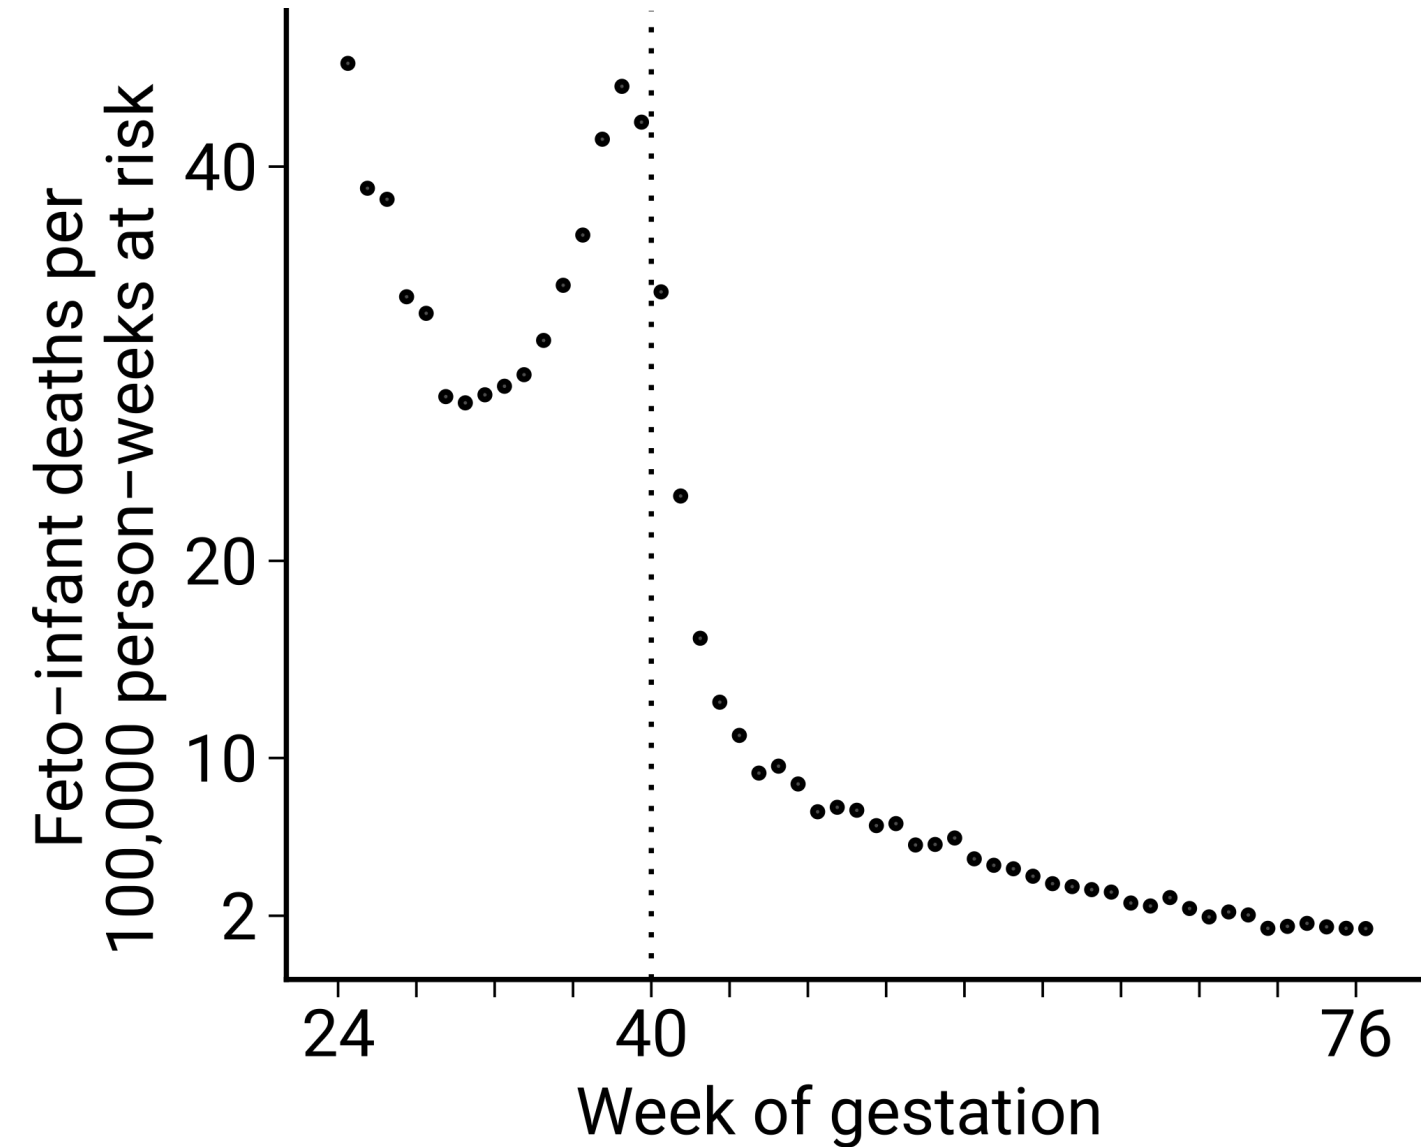 Feto−infant deaths per
100,000 person−weeks at risk
40
20
10
2
24
40
76
Week of gestation